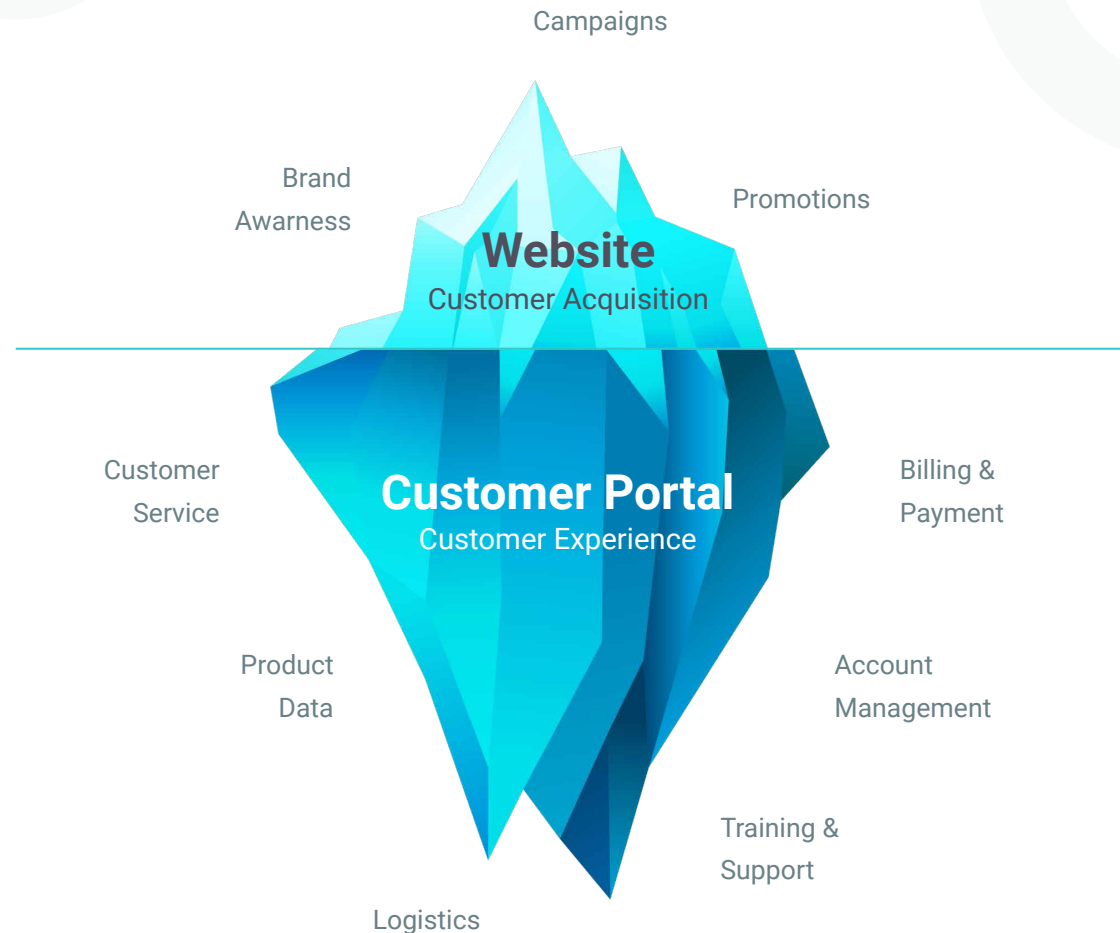 Campaigns
Brand
Awarness
Promotions
Website
Customer Acquisition
Customer
Service
Customer Portal
Customer Experience
Billing &
Payment
Product
Data
Account
Management
Training &
Support
Logistics